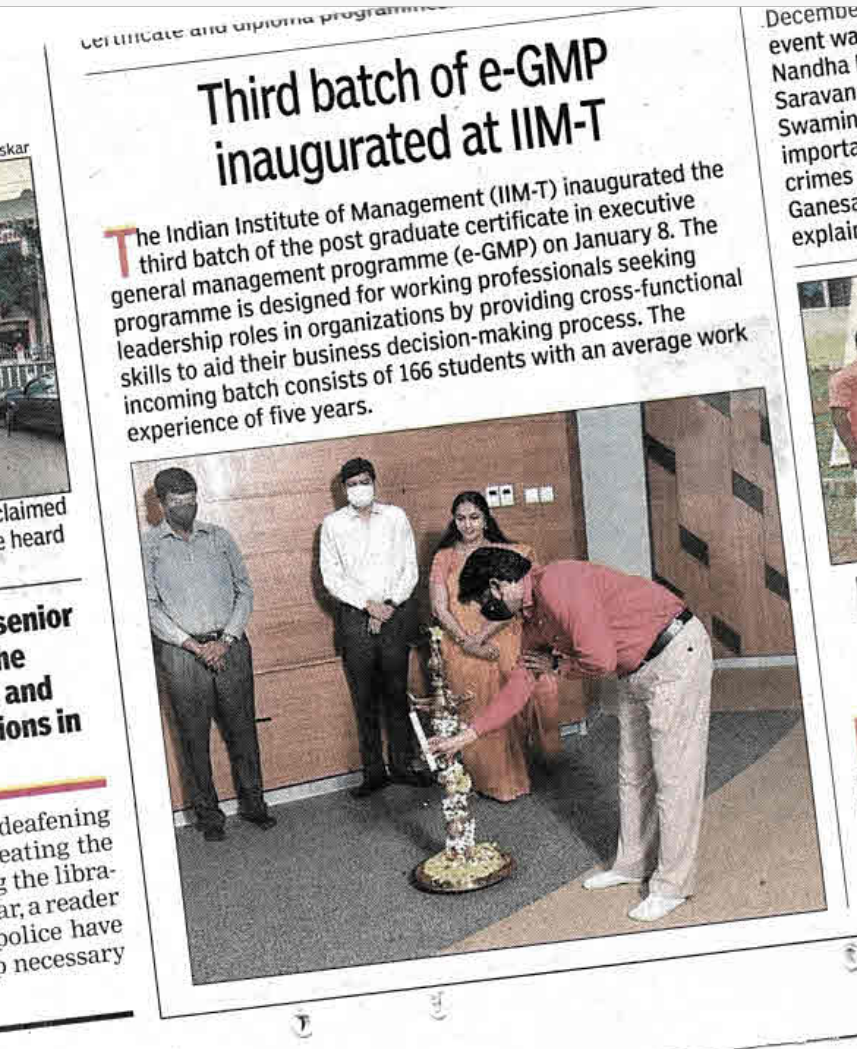 certificate and diploma programmes
Third batch of e-GMP
inaugurated at IIM-T
The Indian Institute of Management (IIM-T) inaugurated the
third batch of the post graduate certificate in executive
general management programme (e-GMP) on January 8. The
programme is designed for working professionals seeking
leadership roles in organizations by providing cross-functional
skills to aid their business decision-making process. The
incoming batch consists of 166 students with an average work
experience of five years.
skar
claimed
e heard
senior
he
and
ions in
deafening
eating the
g the libra-
ar, a reader
police have
o necessary
Decembe
event wa
Nandha
Saravan
Swamin
importa
crimes
Ganesa
explain